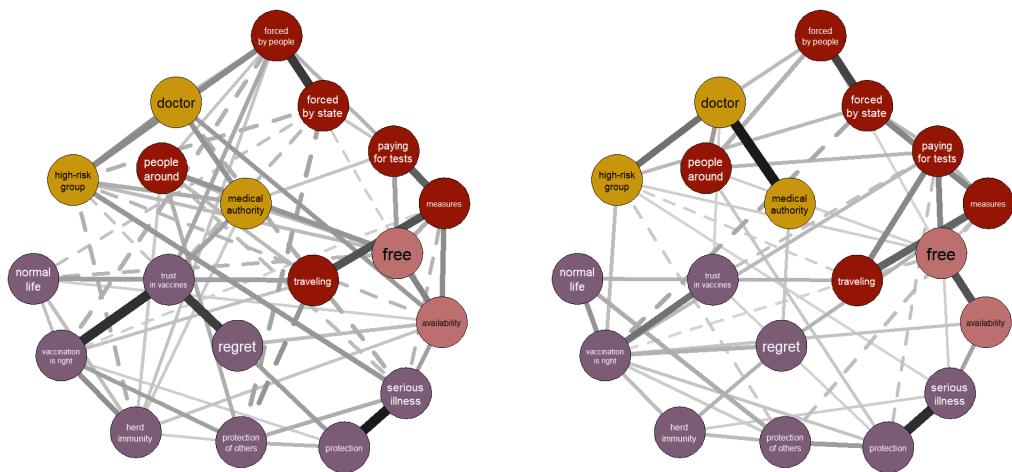 forced
by people
doctor
forced
by state
paying
for tests
people
around
high-risk
group
medical
authority
measures
free
normal
life
trust
in vaccines
traveling
availability
vaccination
is right
regret
serious
illness
herd
immunity
protection
of others
protection
forced
by people
doctor
forced
by state
paying
for tests
people
around
high-risk
group
medical
authority
measures
free
normal
life
trust
in vaccines
traveling
availability
vaccination
is right
regret
serious
illness
herd
immunity
protection
of others
protection